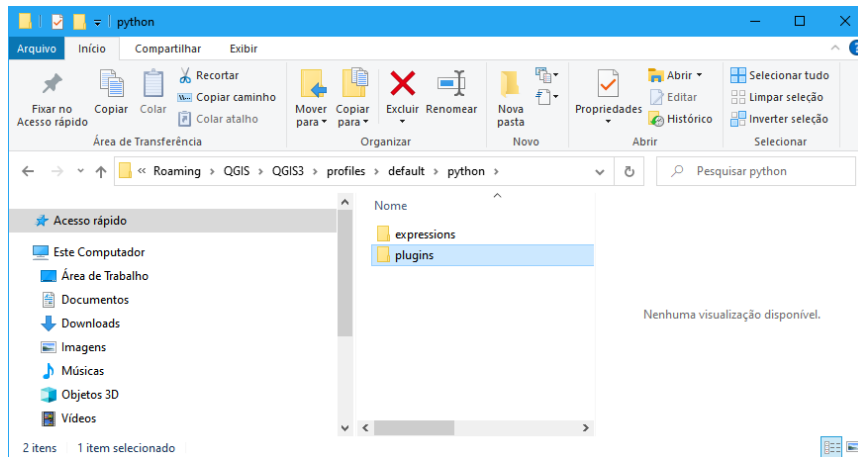 python
Arquivo Início Compartilhar Exibir
Fixar no Acesso rápido
Copiar
Colar
Recortar
Copiar caminho
Colar atalho
Área de Transferência
Mover para
Copiar para
Excluir
Renomear
Organizar
Nova pasta
Novo
Propriedades
Abrir
Editar
Histórico
Abrir
Selecionar tudo
Limpar seleção
Inverter seleção
Selecionar
« Roaming > QGIS > QGIS3 > profiles > default > python >
Pesquisar python
Acesso rápido
Este Computador
Área de Trabalho
Documentos
Downloads
Imagens
Músicas
Objetos 3D
Vídeos
Nome
expressions
plugins
Nenhuma visualização disponível.
2 itens 1 item selecionado